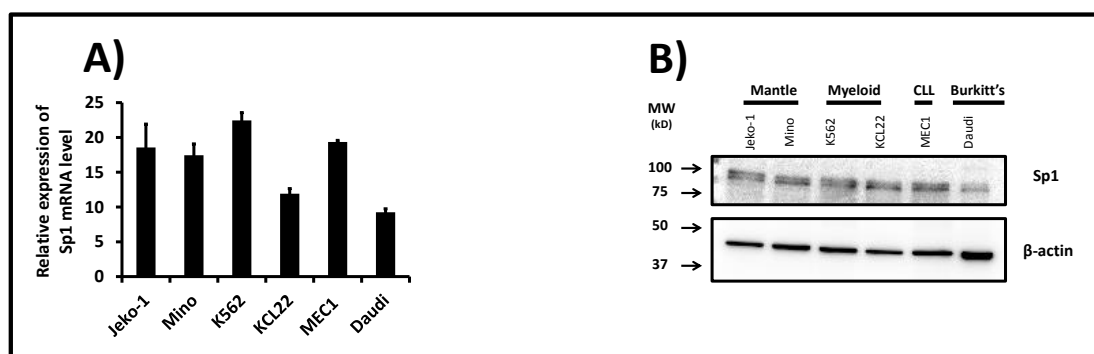 A)
Relative expression of
Sp1 mRNA level
25
20
15
10
5
0
Jeko-1
Mino
K562
KCL22
MEC1
Daudi
B)
Mantle Myeloid CLL Burkitt's
MW
(kD)
Jeko-1 Mino K562 KCL22 MEC1 Daudi
100
75
Sp1
50
37
β-actin